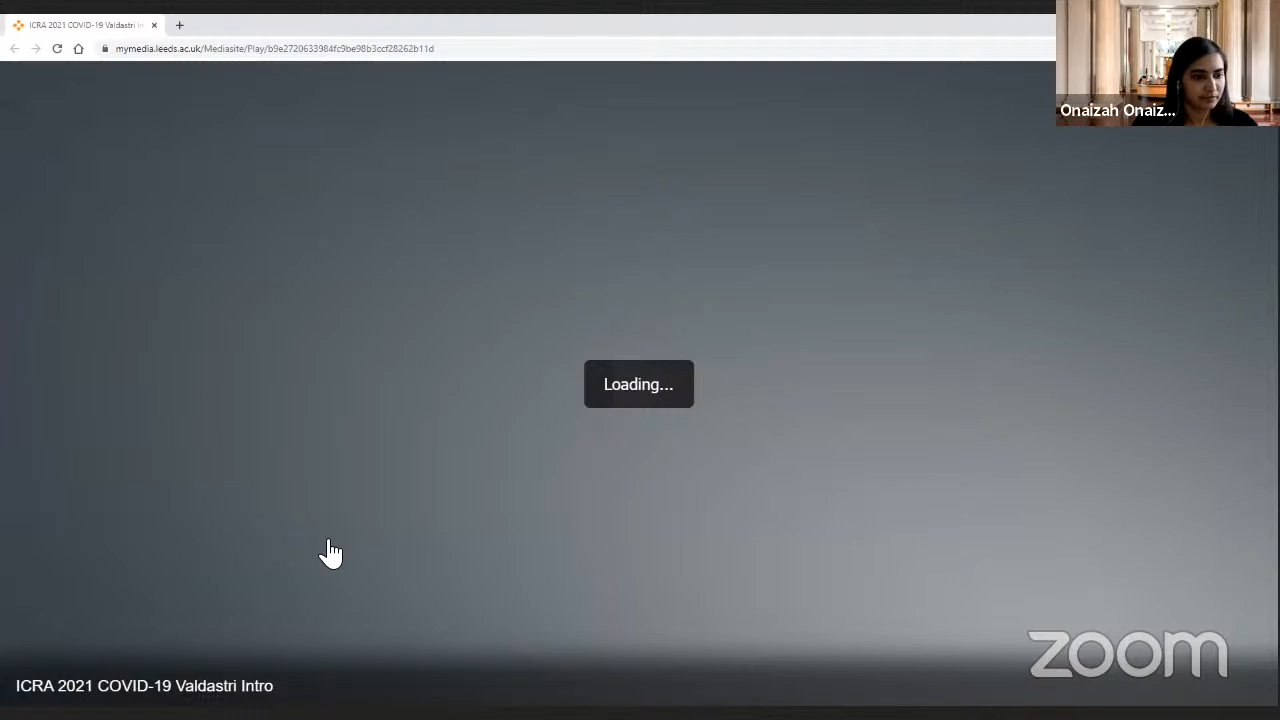 ICRA 2021 COVID-19 Valdastri In
mymedia.leeds.ac.uk/Mediasite/Play/b9e2720633984fc9be98b3ccf28262b11d
Onaizah Onaiz...
Loading...
zoom
ICRA 2021 COVID-19 Valdastri Intro